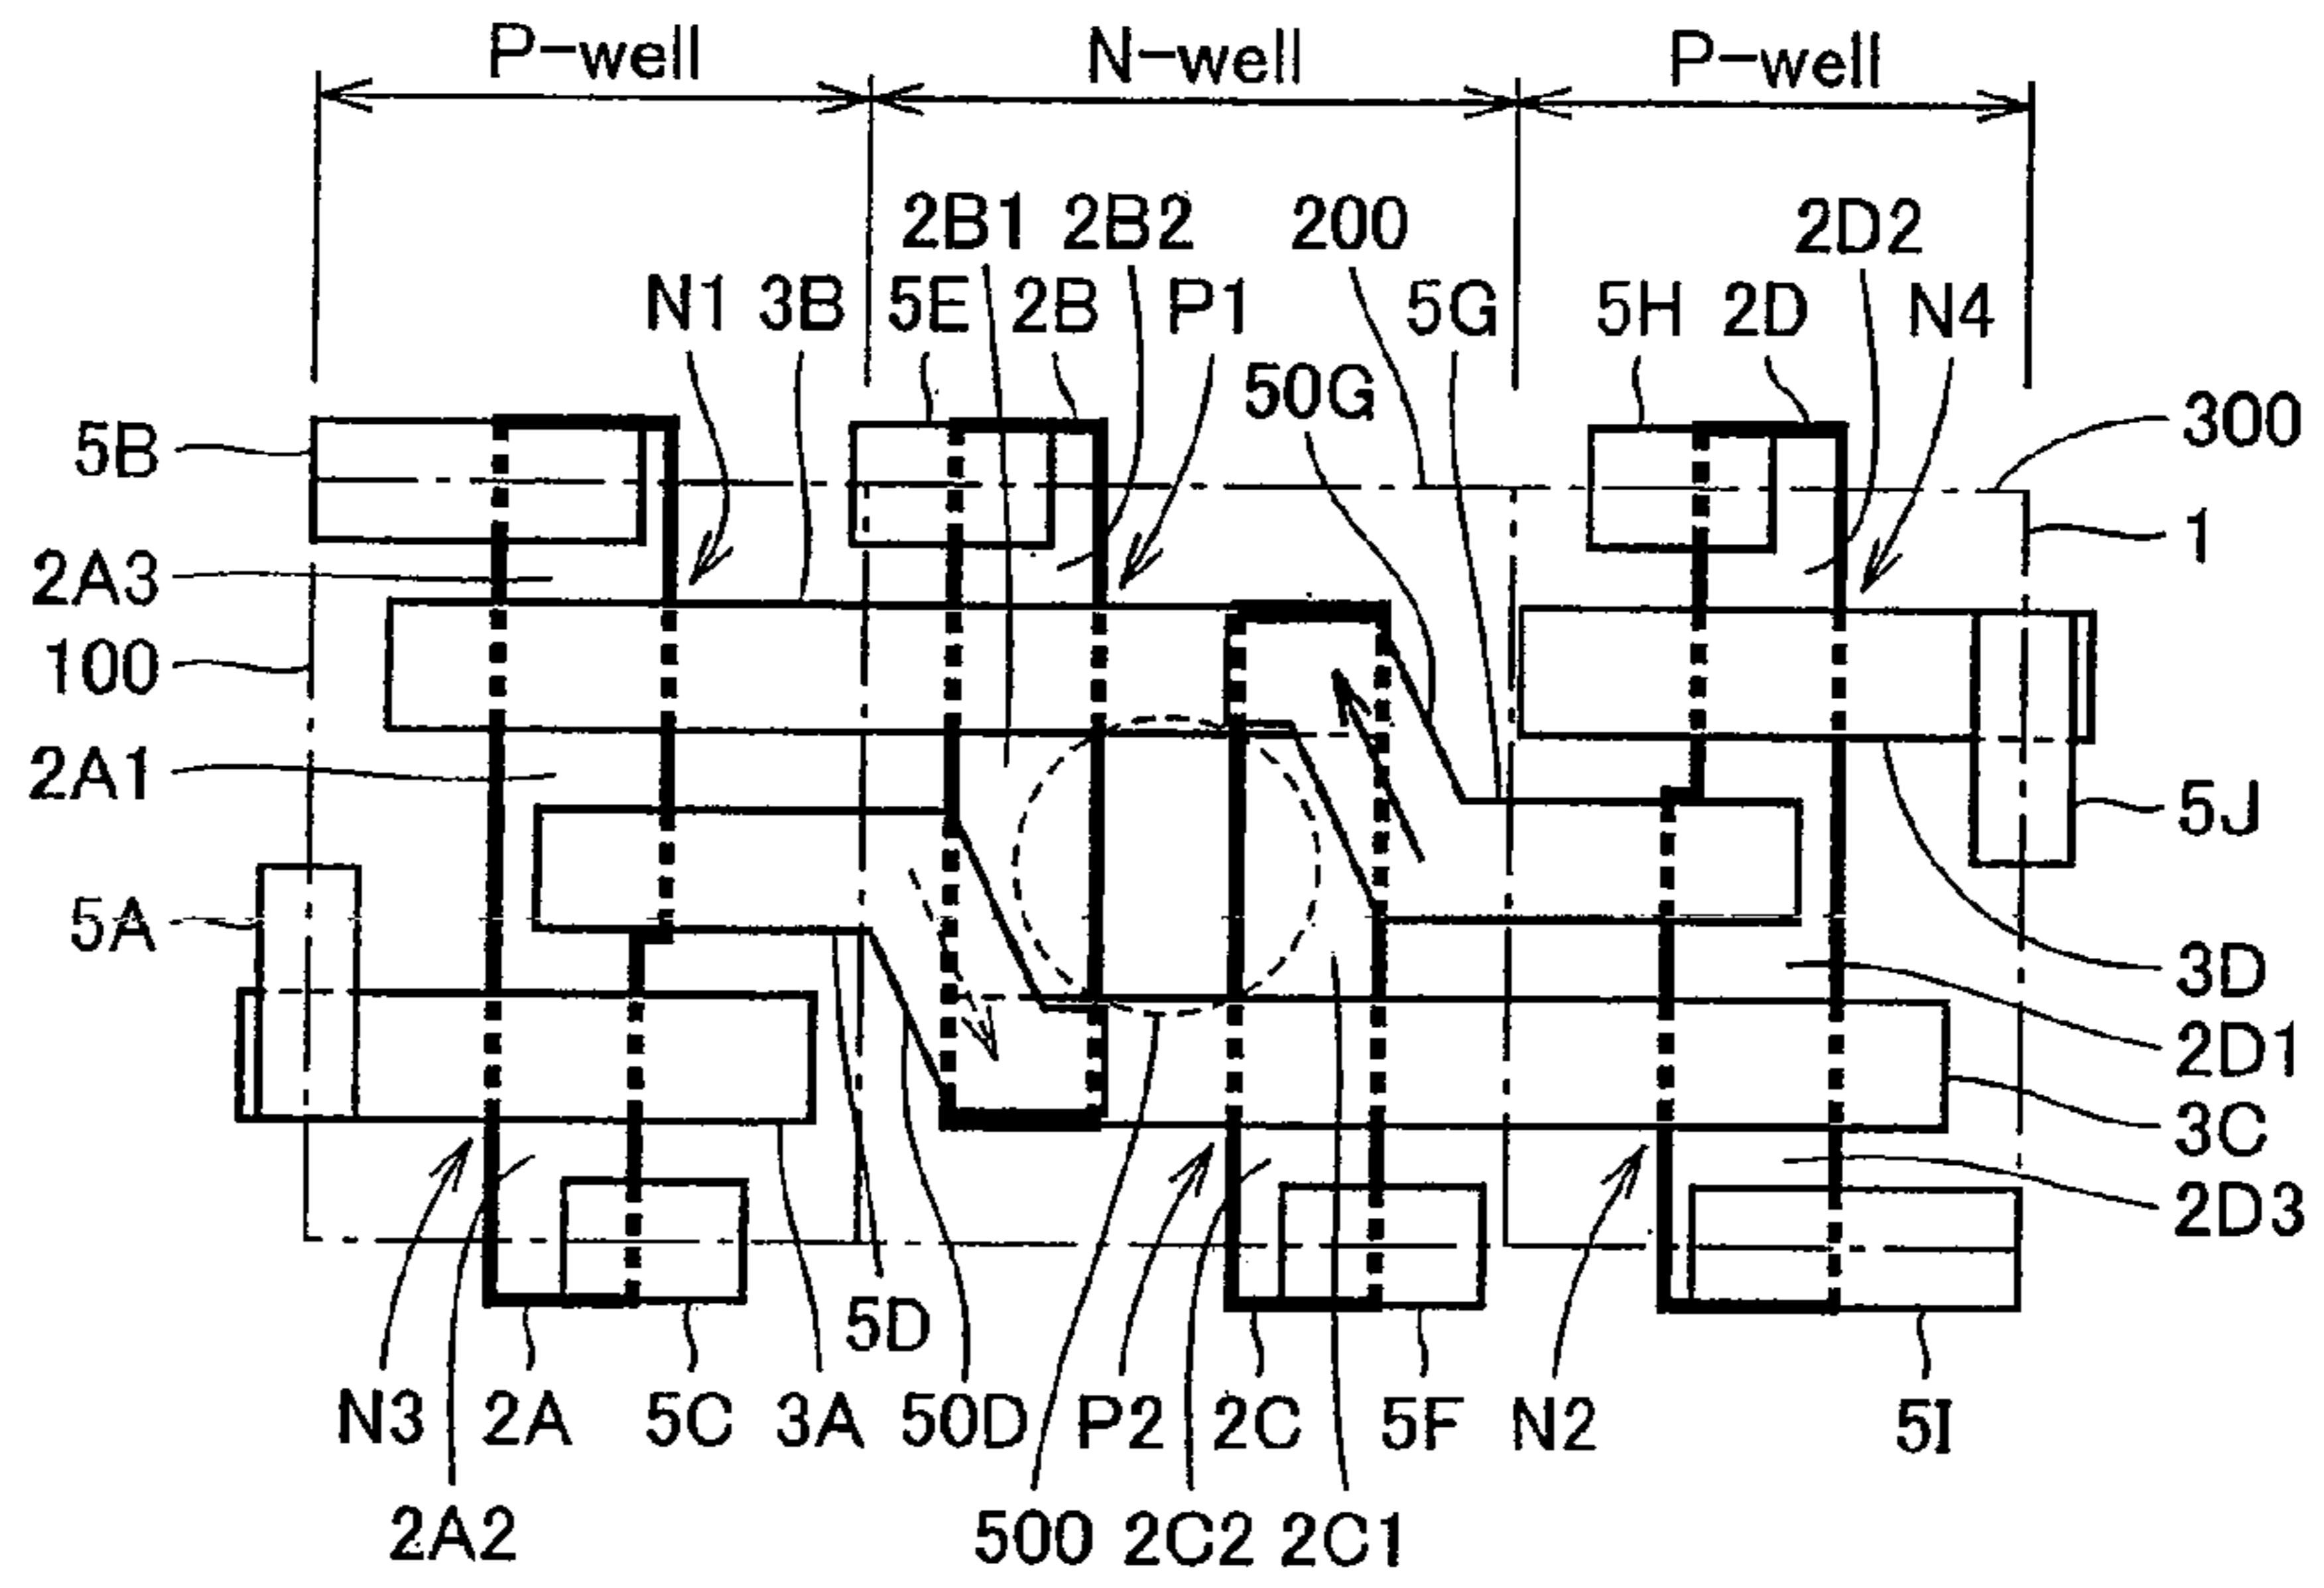 P-well N-well P-well
2B1 2B2 200 2D2
N1 3B 5E 2B P1 5G 5H 2D N4
50G
300
5B
1
2A3
100
2A1
5J
5A
3D
2D1
3C
2D3
5D
N3 2A 5C 3A 50D P2 2C 5F N2 5I
2A2 500 2C2 2C1